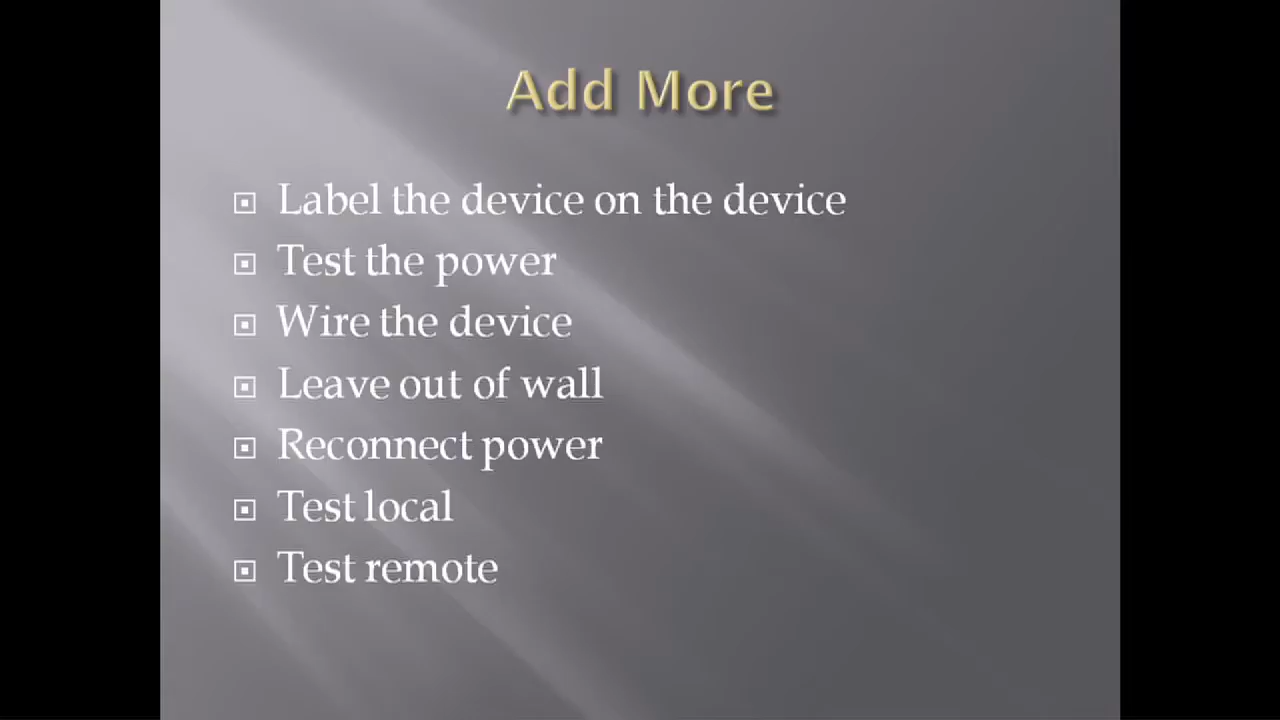 Add More
Label the device on the device
Test the power
Wire the device
Leave out of wall
Reconnect power
Test local
Test remote